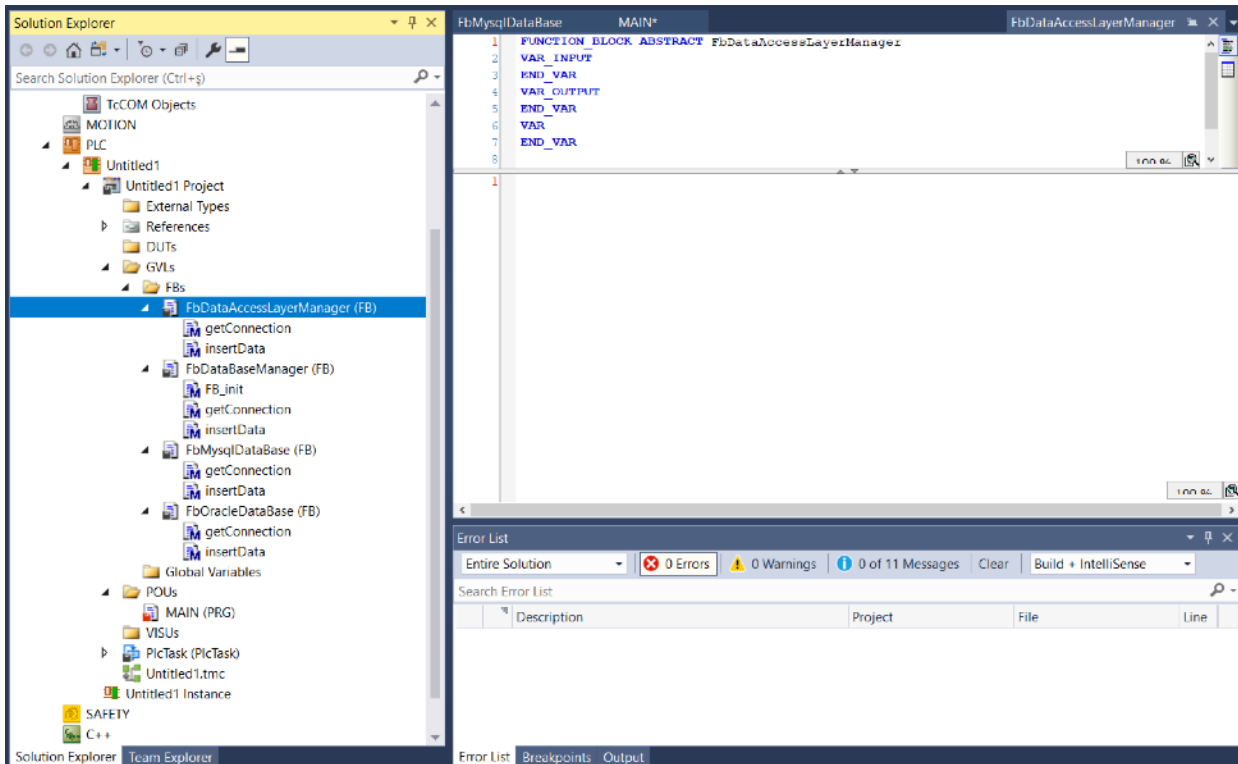 Solution Explorer
Search Solution Explorer (Ctrl+ş)
TcCOM Objects
MOTION
PLC
Untitled1
Untitled1 Project
External Types
References
DUTs
GVLs
FBs
FbDataAccessLayerManager (FB)
getConnection
insertData
FbDataBaseManager (FB)
FB_init
getConnection
insertData
FbMysqlDataBase (FB)
getConnection
insertData
FbOracleDataBase (FB)
getConnection
insertData
Global Variables
POUs
MAIN (PRG)
VISUs
PlcTask (PlcTask)
Untitled1.tmc
Untitled1 Instance
SAFETY
C++
Solution Explorer Team Explorer
FbMysqlDataBase MAIN* FbDataAccessLayerManager
1 FUNCTION_BLOCK ABSTRACT FbDataAccessLayerManager
2 VAR_INPUT
3 END_VAR
4 VAR_OUTPUT
5 END_VAR
6 VAR
7 END_VAR
8
100 %
1
100 %
Error List
Entire Solution 0 Errors 0 Warnings 0 of 11 Messages Clear Build + IntelliSense
Search Error List
Description Project File Line
Error List Breakpoints Output